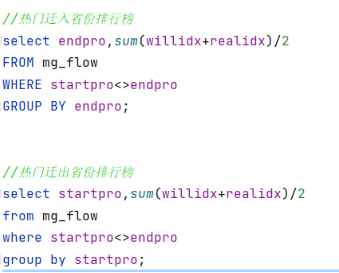 //热门迁入省份排行榜
select endpro,sum(willidx+realidx)/2
FROM mg_flow
WHERE startpro<>endpro
GROUP BY endpro;
//热门迁出省份排行榜
select startpro,sum(willidx+realidx)/2
from mg_flow
where startpro<>endpro
group by startpro;